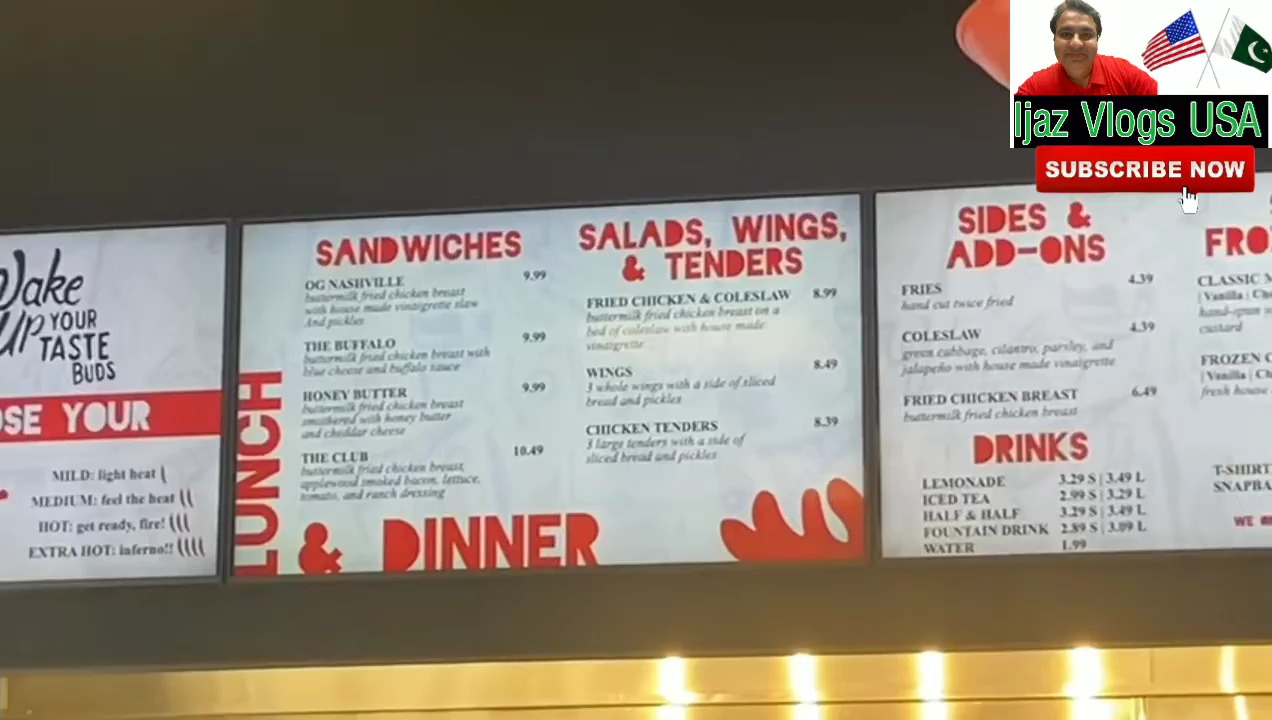 Ijaz Vlogs USA
SUBSCRIBE NOW
Wake
Up YOUR
TASTE
BUDS
OSE YOUR
MILD: light heat
MEDIUM: feel the heat
HOT: get ready, fire!
EXTRA HOT: inferno!!
LUNCH
& DINNER
SANDWICHES
OG NASHVILLE 9.99
buttermilk fried chicken breast
with house made vinaigrette slaw
And pickles
THE BUFFALO 9.99
buttermilk fried chicken breast with
blue cheese and buffalo sauce
HONEY BUTTER 9.99
buttermilk fried chicken breast
smothered with honey butter
and cheddar cheese
THE CLUB 10.49
buttermilk fried chicken breast,
applewood smoked bacon, lettuce,
tomato, and ranch dressing
SALADS, WINGS,
& TENDERS
FRIED CHICKEN & COLESLAW 8.99
buttermilk fried chicken breast on a
bed of coleslaw with house made
vinaigrette
WINGS 8.49
3 whole wings with a side of sliced
bread and pickles
CHICKEN TENDERS 8.39
3 large tenders with a side of
sliced bread and pickles
SIDES &
ADD-ONS
FRIES 4.39
hand cut twice fried
COLESLAW 4.39
green cabbage, cilantro, parsley, and
jalapeño with house made vinaigrette
FRIED CHICKEN BREAST 6.49
buttermilk fried chicken breast
DRINKS
LEMONADE 3.29 S | 3.49 L
ICED TEA 2.99 S | 3.29 L
HALF & HALF 3.29 S | 3.49 L
FOUNTAIN DRINK 2.89 S | 3.09 L
WATER 1.99
FRO
CLASSIC
| Vanilla | Ch
hand-spun
custard
FROZEN C
| Vanilla | Ch
fresh house
T-SHIRT
SNAPBA
WE